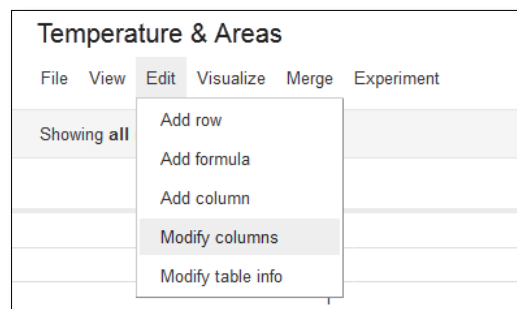 Temperature & Areas
File View Edit Visualize Merge Experiment
Showing all
Add row
Add formula
Add column
Modify columns
Modify table info